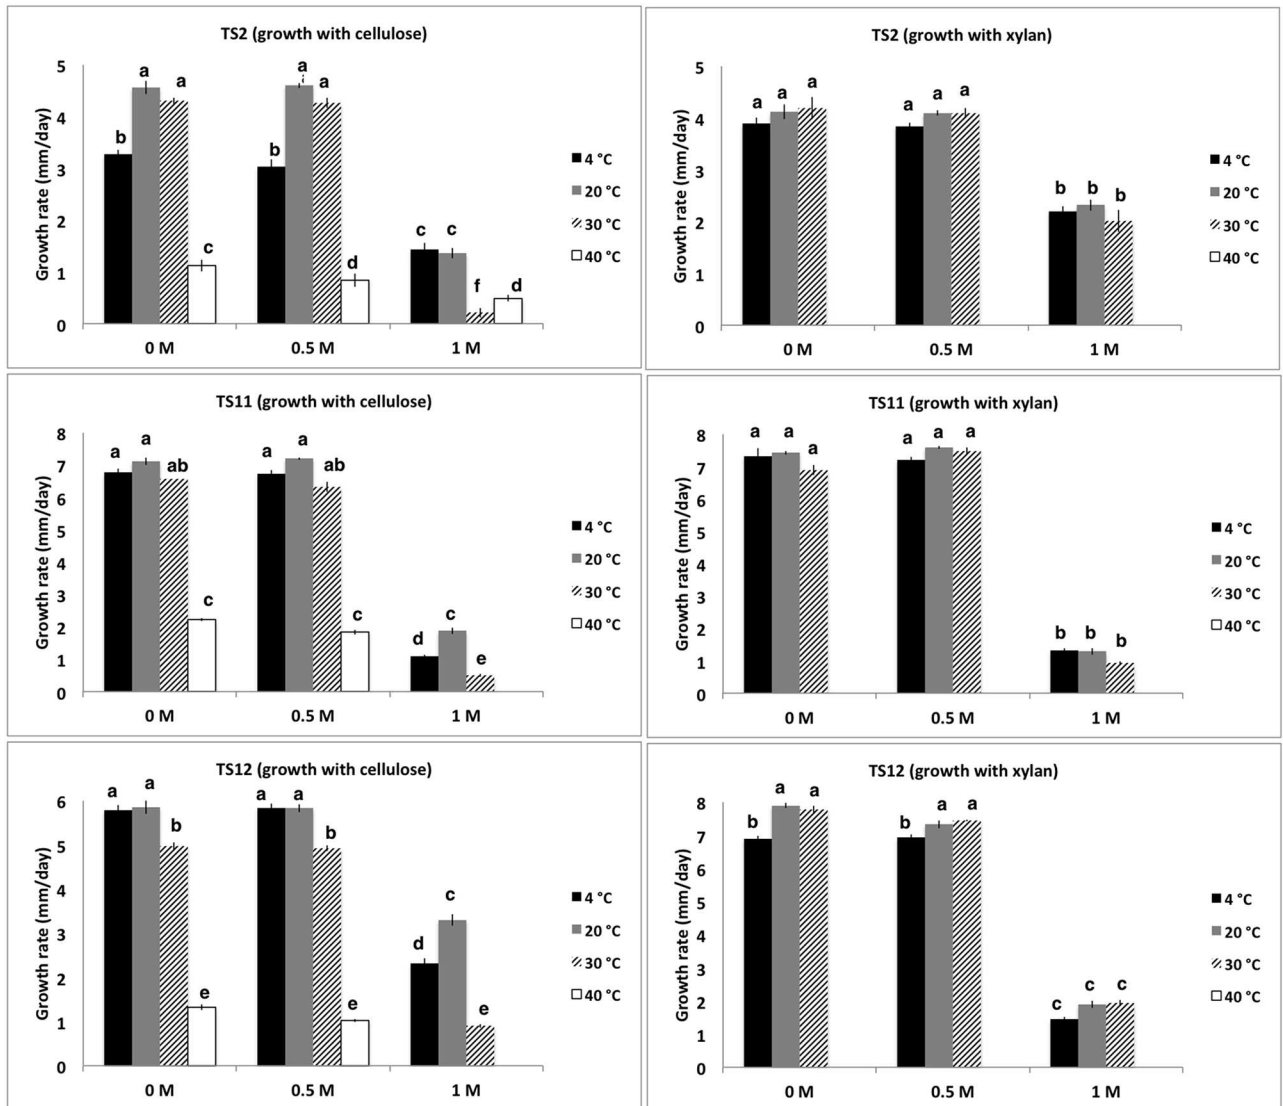 TS2 (growth with cellulose)
Growth rate (mm/day)
5
4
3
2
1
0
b a a c
b a a d
c c f d
0 M 0.5 M 1 M
4 °C
20 °C
30 °C
40 °C
TS2 (growth with xylan)
Growth rate (mm/day)
5
4
3
2
1
0
a a a
a a a
b b b
0 M 0.5 M 1 M
4 °C
20 °C
30 °C
40 °C
TS11 (growth with cellulose)
Growth rate (mm/day)
8
7
6
5
4
3
2
1
0
a a ab c
a a ab c
d c e
0 M 0.5 M 1 M
4 °C
20 °C
30 °C
40 °C
TS11 (growth with xylan)
Growth rate (mm/day)
8
7
6
5
4
3
2
1
0
a a a
a a a
b b b
0 M 0.5 M 1 M
4 °C
20 °C
30 °C
40 °C
TS12 (growth with cellulose)
Growth rate (mm/day)
6
5
4
3
2
1
0
a a b e
a a b e
d c e
0 M 0.5 M 1 M
4 °C
20 °C
30 °C
40 °C
TS12 (growth with xylan)
Growth rate (mm/day)
8
7
6
5
4
3
2
1
0
b a a
b a a
c c c
0 M 0.5 M 1 M
4 °C
20 °C
30 °C
40 °C